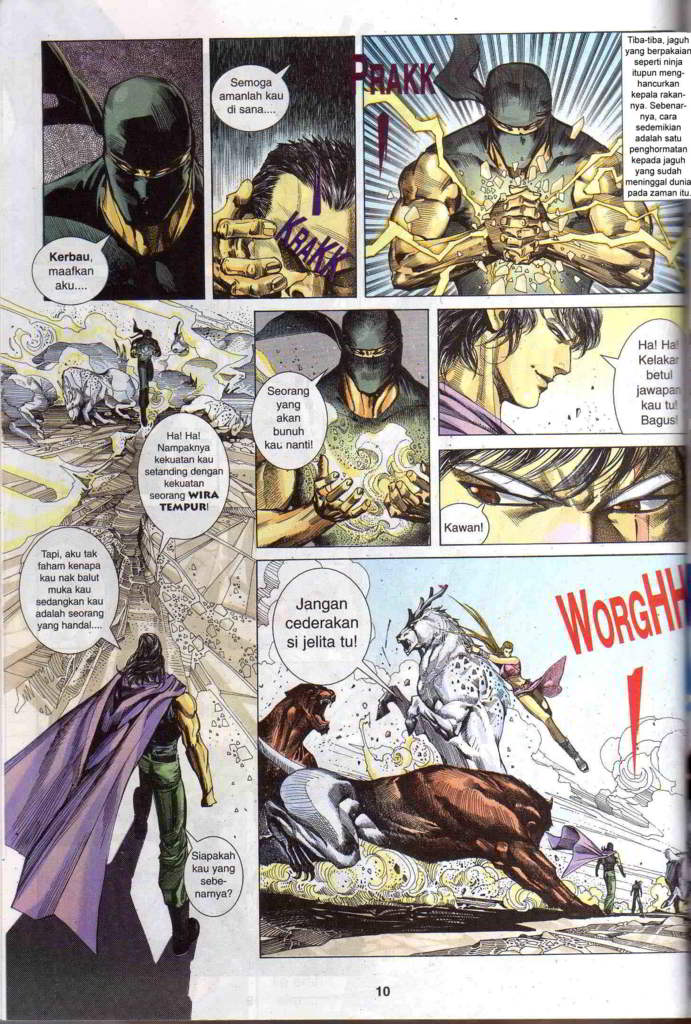 Kerbau,
maafkan
aku....
Semoga
amanlah kau
di sana....
KRAKK
!
PRAKK
!
Tiba-tiba, jaguh
yang berpakaian
seperti ninja
itupun meng-
hancurkan
kepala rakan-
nya. Sebenar-
nya, cara
sedemikian
adalah satu
penghormatan
kepada jaguh
yang sudah
meninggal dunia
pada zaman itu.
Ha! Ha!
Nampaknya
kekuatan kau
setanding dengan
kekuatan
seorang WIRA
TEMPUR!
Tapi, aku tak
faham kenapa
kau nak balut
muka kau
sedangkan kau
adalah seorang
yang handal....
Siapakah
kau yang
sebe-
narnya?
Seorang
yang
akan
bunuh
kau nanti!
Ha! Ha!
Kelakar
betul
jawapan
kau tu!
Bagus!
Kawan!
Jangan
cederakan
si jelita tu!
WORGHH
!
10